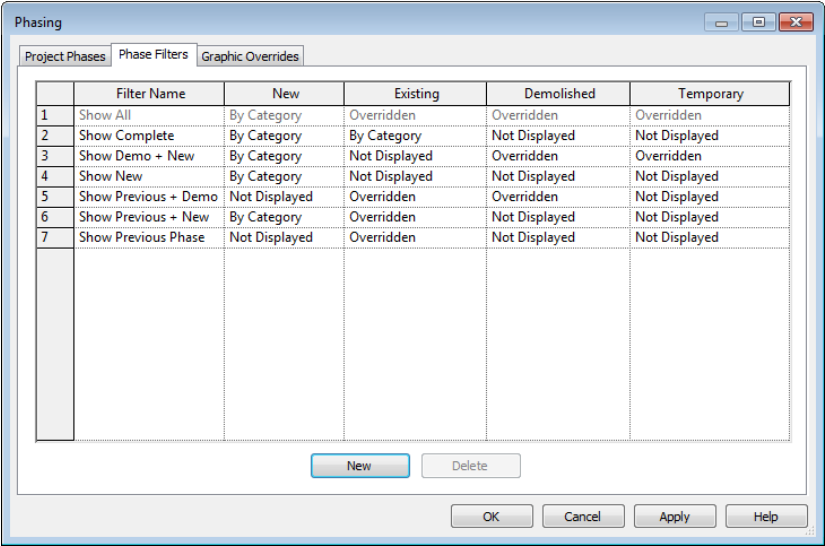 Phasing
Project Phases Phase Filters Graphic Overrides
Filter Name New Existing Demolished Temporary
1 Show All By Category Overridden Overridden Overridden
2 Show Complete By Category By Category Not Displayed Not Displayed
3 Show Demo + New By Category Not Displayed Overridden Overridden
4 Show New By Category Not Displayed Not Displayed Not Displayed
5 Show Previous + Demo Not Displayed Overridden Overridden Not Displayed
6 Show Previous + New By Category Overridden Not Displayed Not Displayed
7 Show Previous Phase Not Displayed Overridden Not Displayed Not Displayed
New Delete
OK Cancel Apply Help